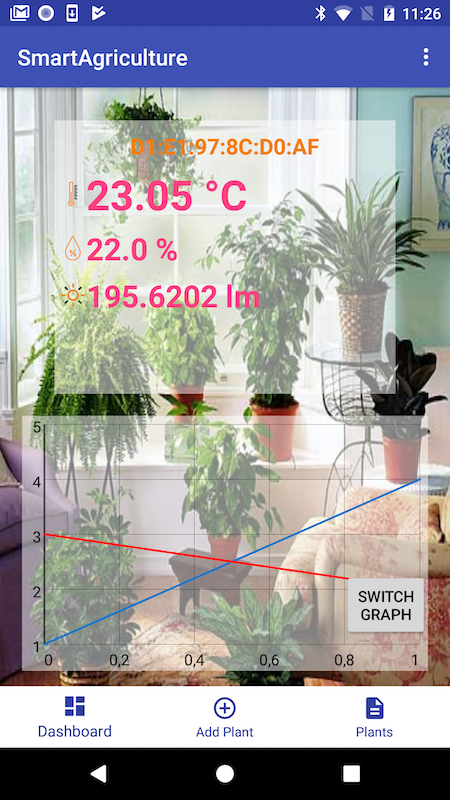 11:26
SmartAgriculture
D1:E1:97:8C:D0:AF
23.05 °C
%
22.0 %
195.6202 lm
5
4
3
2
1
0 0,2 0,4 0,6 0,8 1
SWITCH
GRAPH
Dashboard Add Plant Plants